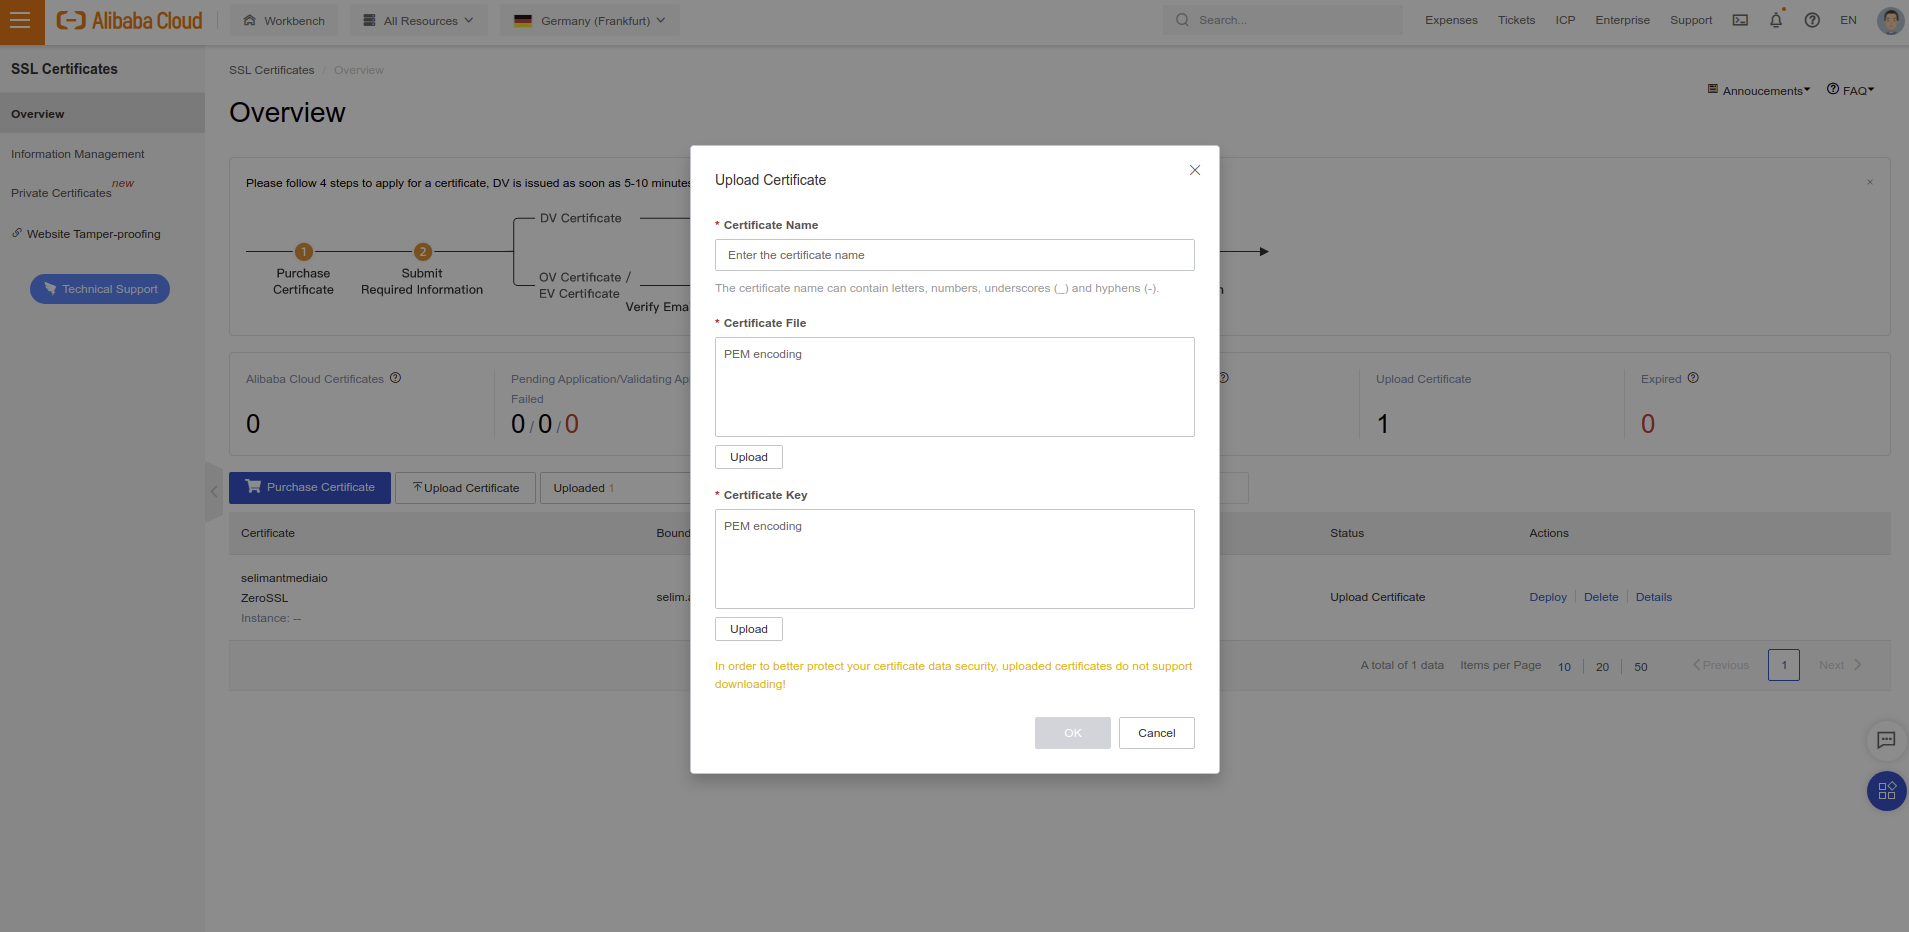 Alibaba Cloud
Workbench
All Resources
Germany (Frankfurt)
Search...
Expenses
Tickets
ICP
Enterprise
Support
EN
SSL Certificates
Overview
Information Management
Private Certificates new
Website Tamper-proofing
Technical Support
SSL Certificates / Overview
Overview
Annoucements
FAQ
Please follow 4 steps to apply for a certificate, DV is issued as soon as 5-10 minutes
1
Purchase
Certificate
2
Submit
Required Information
DV Certificate
OV Certificate /
EV Certificate
Verify Ema
Alibaba Cloud Certificates
0
Pending Application/Validating Ap
Failed
0 / 0 / 0
Upload Certificate
1
Expired
0
Purchase Certificate
Upload Certificate
Uploaded 1
Certificate
Bound
Status
Actions
selimantmediaio
ZeroSSL
Instance: --
selim.
Upload Certificate
Deploy
Delete
Details
A total of 1 data
Items per Page
10
20
50
Previous
1
Next
Upload Certificate
* Certificate Name
Enter the certificate name
The certificate name can contain letters, numbers, underscores (_) and hyphens (-).
* Certificate File
PEM encoding
Upload
* Certificate Key
PEM encoding
Upload
In order to better protect your certificate data security, uploaded certificates do not support
downloading!
OK
Cancel